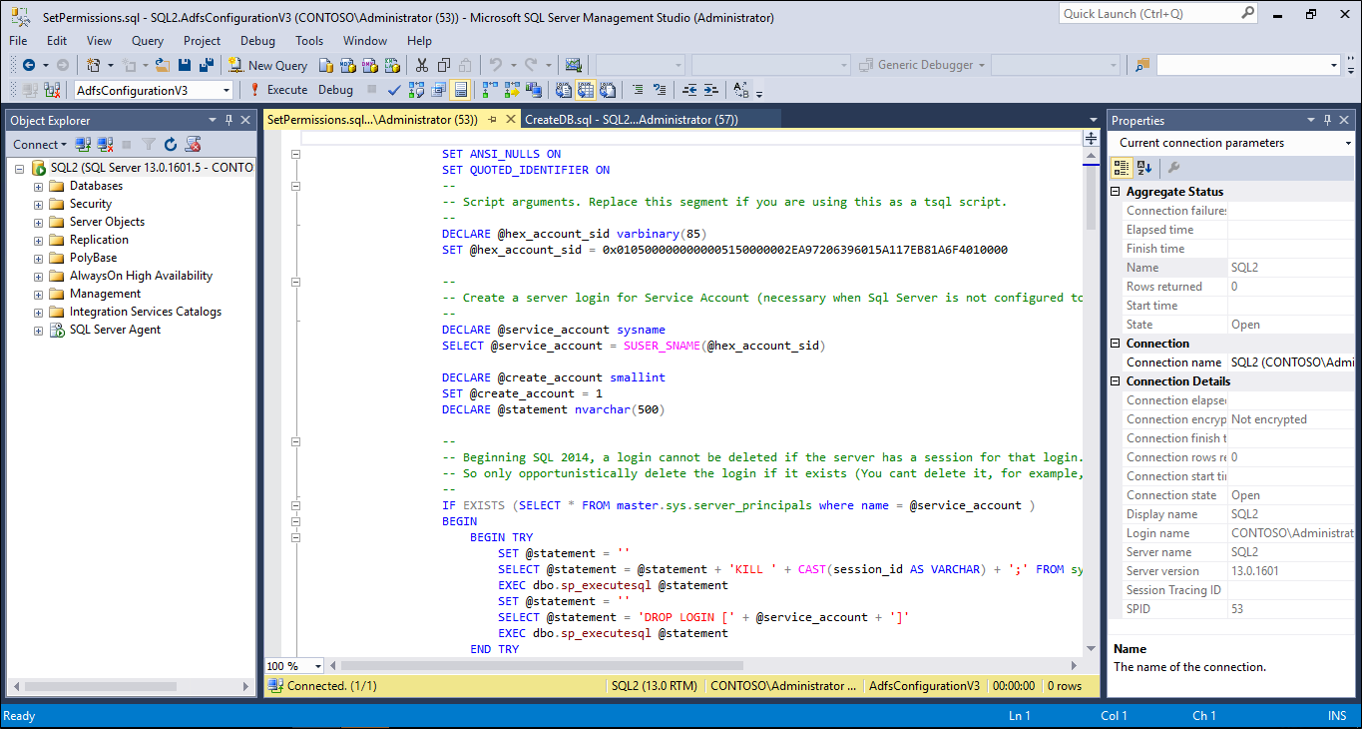 SetPermissions.sql - SQL2.AdfsConfigurationV3 (CONTOSO\Administrator (53)) - Microsoft SQL Server Management Studio (Administrator)
Quick Launch (Ctrl+Q)
File Edit View Query Project Debug Tools Window Help
New Query
Generic Debugger
AdfsConfigurationV3
Execute Debug
Object Explorer
Connect
SQL2 (SQL Server 13.0.1601.5 - CONTO
Databases
Security
Server Objects
Replication
PolyBase
AlwaysOn High Availability
Management
Integration Services Catalogs
SQL Server Agent
SetPermissions.sql...\Administrator (53))
CreateDB.sql - SQL2...Administrator (57))
SET ANSI_NULLS ON
SET QUOTED_IDENTIFIER ON
--
-- Script arguments. Replace this segment if you are using this as a tsql script.
--
DECLARE @hex_account_sid varbinary(85)
SET @hex_account_sid = 0x0105000000000005150000002EA97206396015A117EB81A6F4010000
--
-- Create a server login for Service Account (necessary when Sql Server is not configured to
--
DECLARE @service_account sysname
SELECT @service_account = SUSER_SNAME(@hex_account_sid)
DECLARE @create_account smallint
SET @create_account = 1
DECLARE @statement nvarchar(500)
--
-- Beginning SQL 2014, a login cannot be deleted if the server has a session for that login.
-- So only opportunistically delete the login if it exists (You cant delete it, for example,
--
IF EXISTS (SELECT * FROM master.sys.server_principals where name = @service_account )
BEGIN
BEGIN TRY
SET @statement = ''
SELECT @statement = @statement + 'KILL ' + CAST(session_id AS VARCHAR) + ';' FROM sy
EXEC dbo.sp_executesql @statement
SET @statement = ''
SELECT @statement = 'DROP LOGIN [' + @service_account + ']'
EXEC dbo.sp_executesql @statement
END TRY
100 %
Connected. (1/1)
SQL2 (13.0 RTM)
CONTOSO\Administrator ...
AdfsConfigurationV3
00:00:00
0 rows
Properties
Current connection parameters
Aggregate Status
Connection failures
Elapsed time
Finish time
Name SQL2
Rows returned 0
Start time
State Open
Connection
Connection name SQL2 (CONTOSO\Admi
Connection Details
Connection elapse
Connection encryp Not encrypted
Connection finish t
Connection rows re 0
Connection start ti
Connection state Open
Display name SQL2
Login name CONTOSO\Administrat
Server name SQL2
Server version 13.0.1601
Session Tracing ID
SPID 53
Name
The name of the connection.
Ready
Ln 1
Col 1
Ch 1
INS